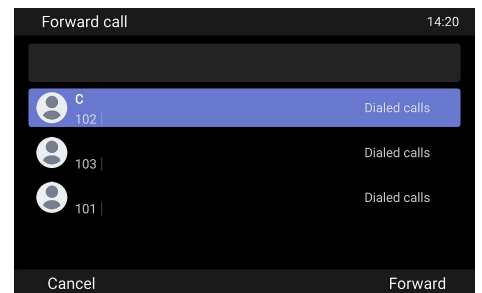 Forward call 14:20
C
102 | Dialed calls
103 | Dialed calls
101 | Dialed calls
Cancel Forward